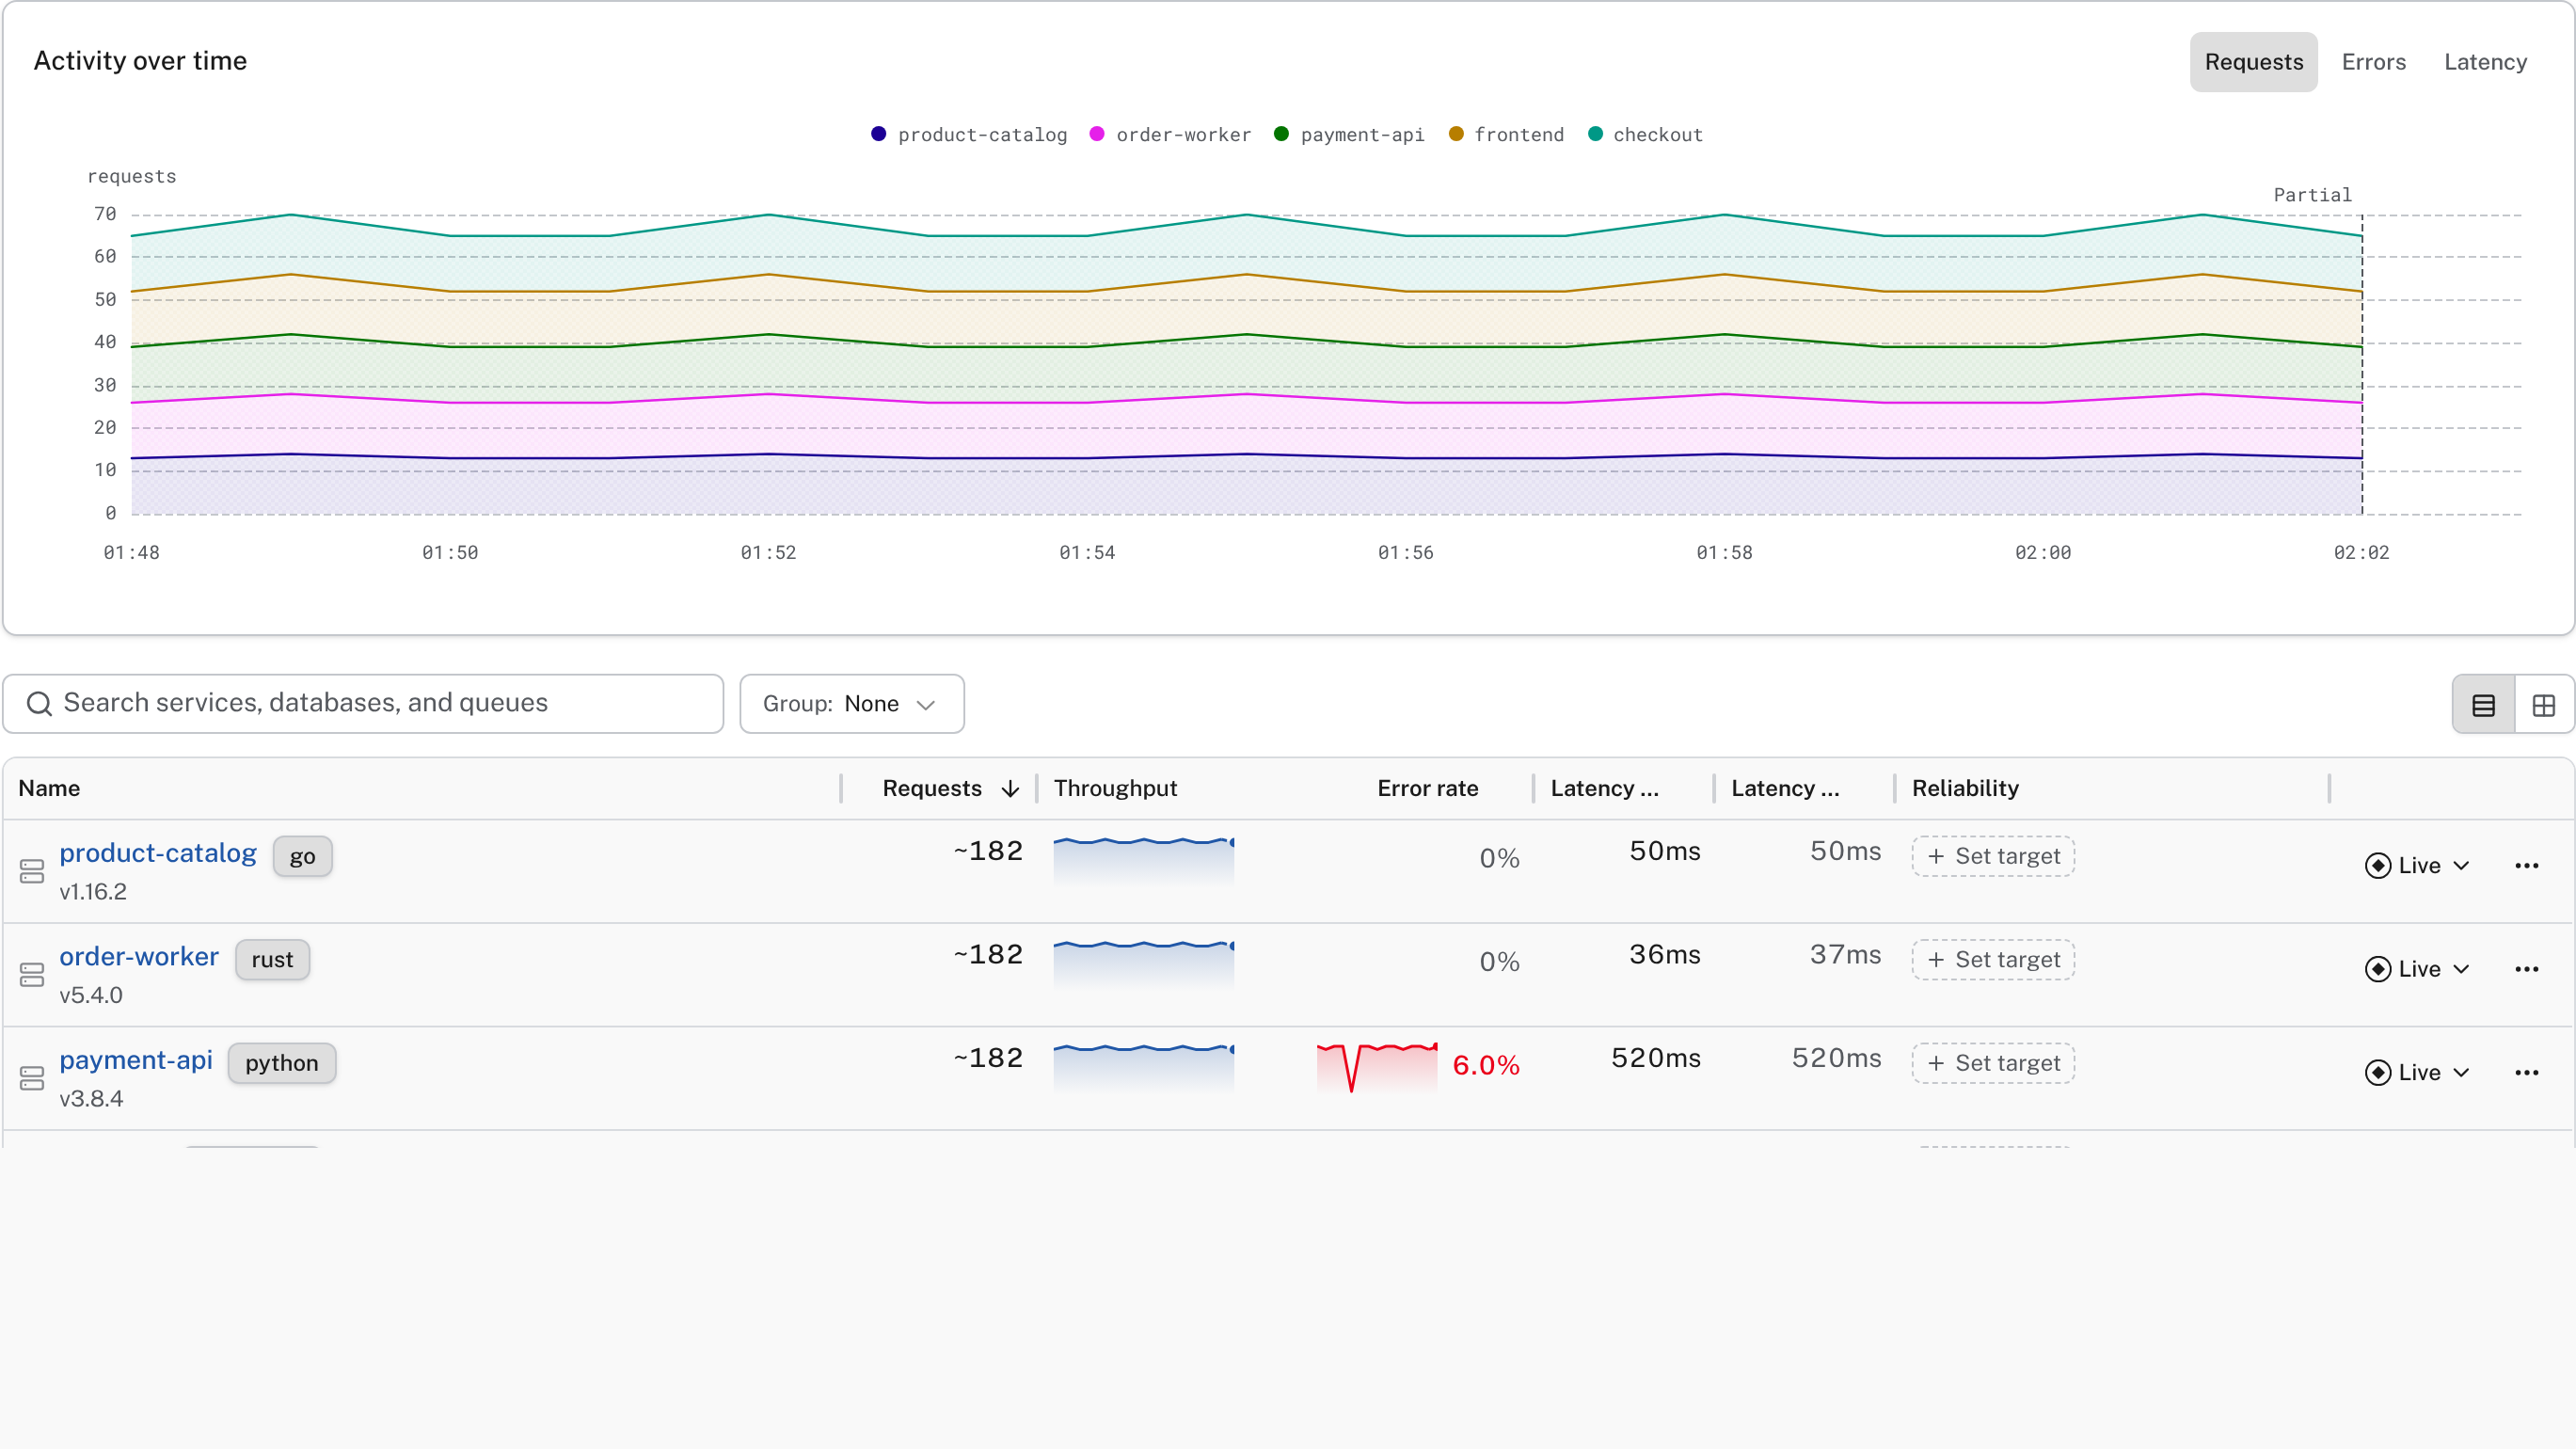 Activity over time
Requests Errors Latency
product-catalog order-worker payment-api frontend checkout
requests
Partial
70
60
50
40
30
20
10
0
01:48 01:50 01:52 01:54 01:56 01:58 02:00 02:02
Search services, databases, and queues
Group: None
Name Requests Throughput Error rate Latency ... Latency ... Reliability
product-catalog go ~182 0% 50ms 50ms + Set target Live
v1.16.2
order-worker rust ~182 0% 36ms 37ms + Set target Live
v5.4.0
payment-api python ~182 6.0% 520ms 520ms + Set target Live
v3.8.4